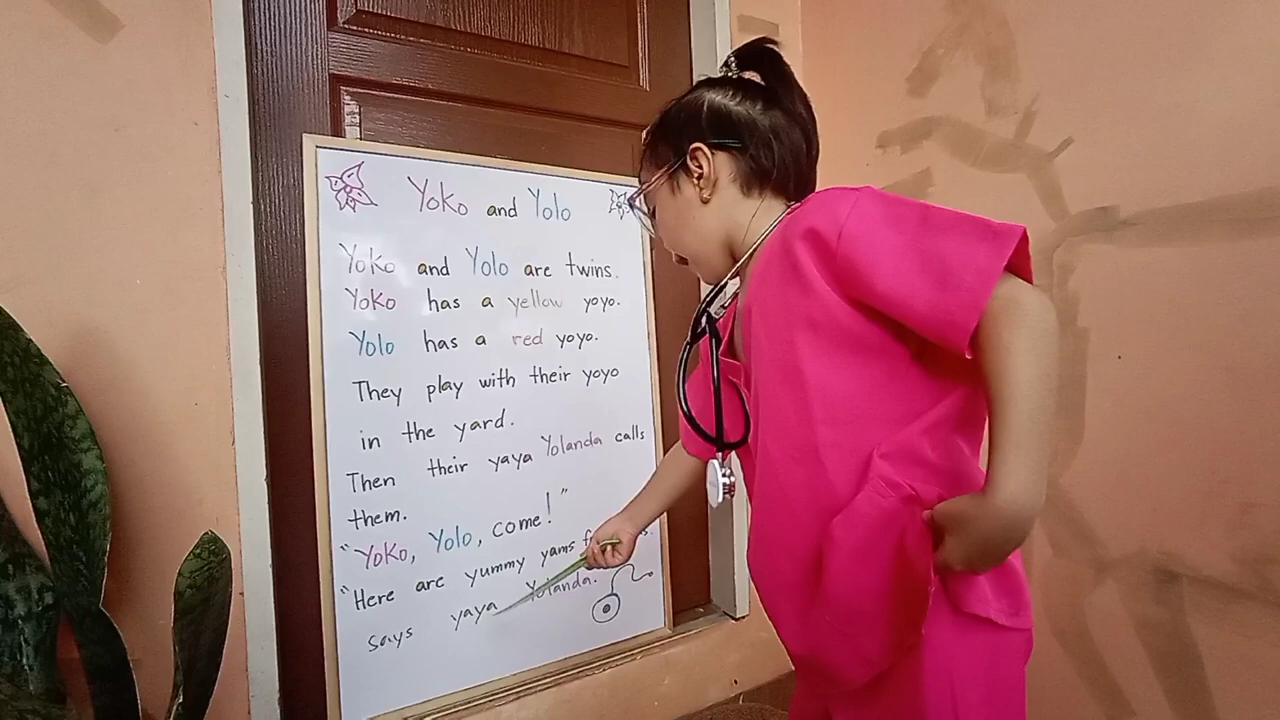 Yoko and Yolo
Yoko and Yolo are twins.
Yoko has a yellow yoyo.
Yolo has a red yoyo.
They play with their yoyo
in the yard.
Then their yaya Yolanda calls
them.
"Yoko, Yolo, come!"
"Here are yummy yams
says yaya Yolanda.